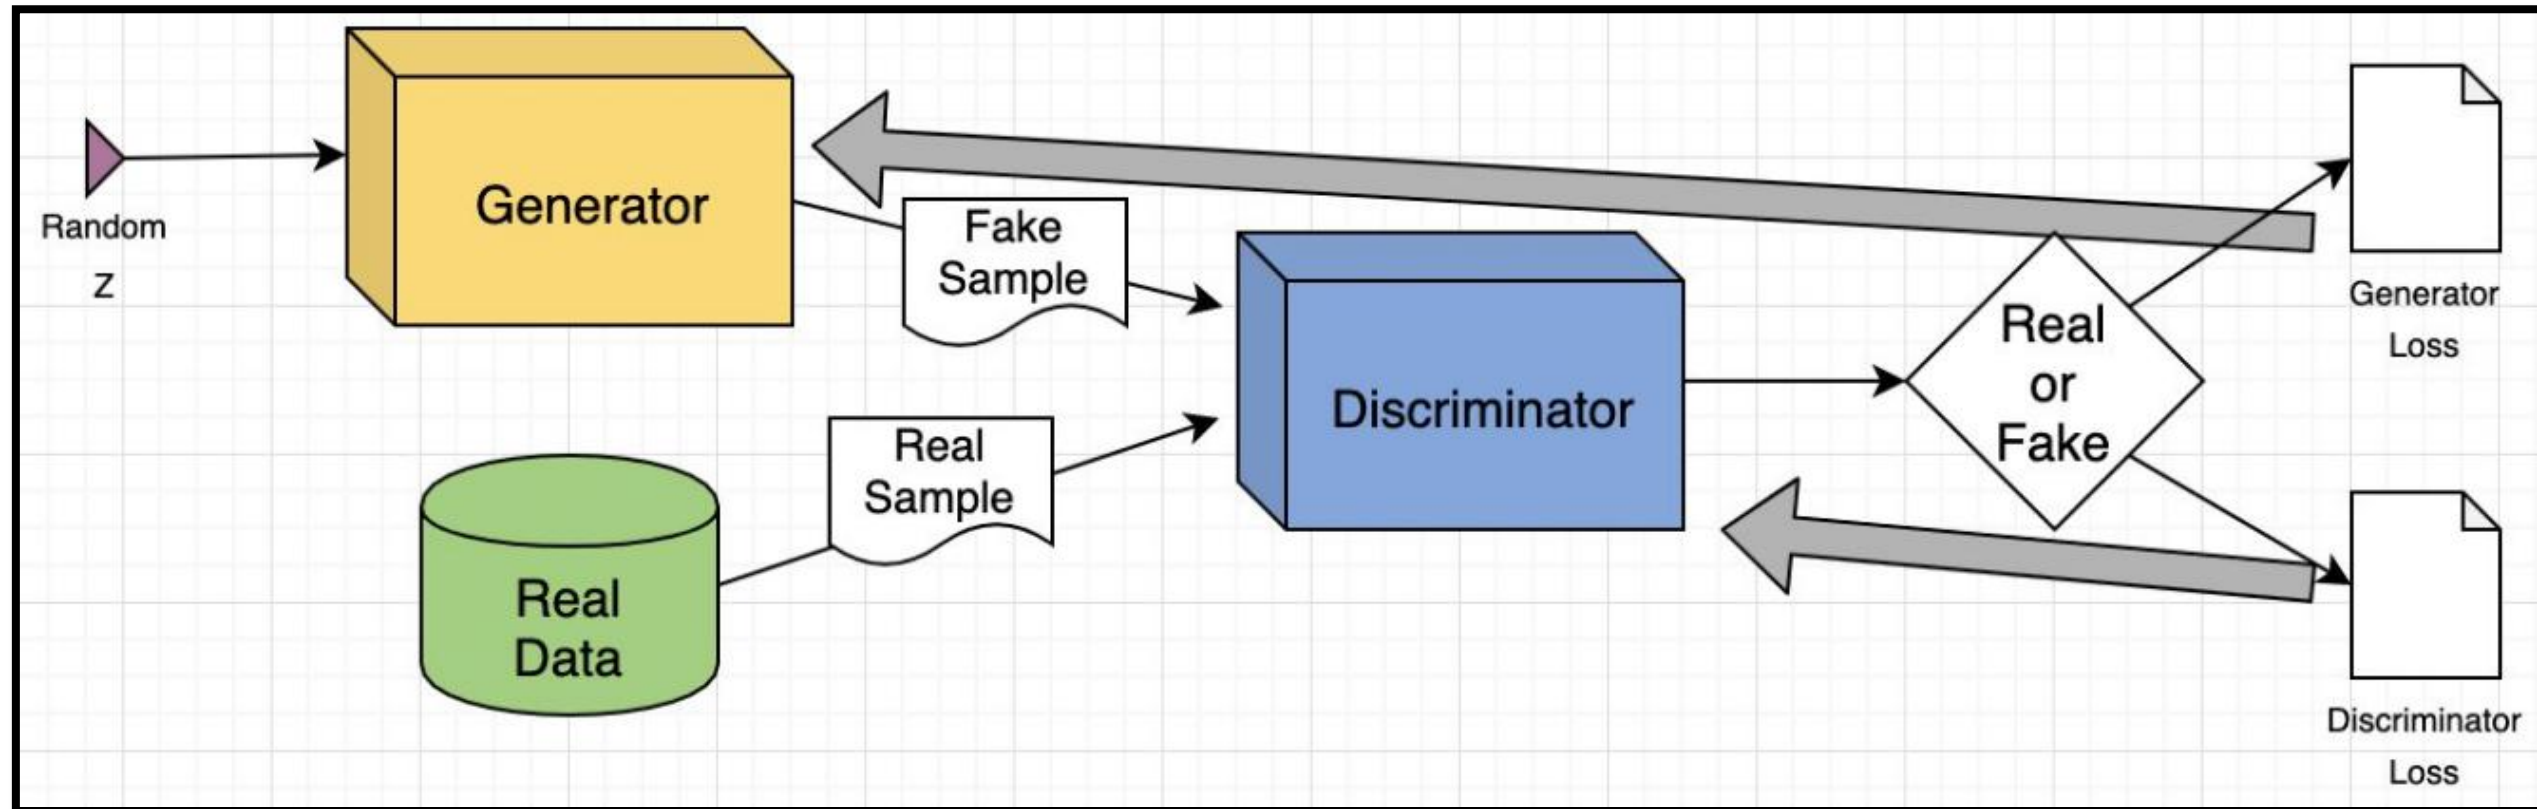 Random
Z
Generator
Fake
Sample
Real
Sample
Real
Data
Discriminator
Real
or
Fake
Generator
Loss
Discriminator
Loss